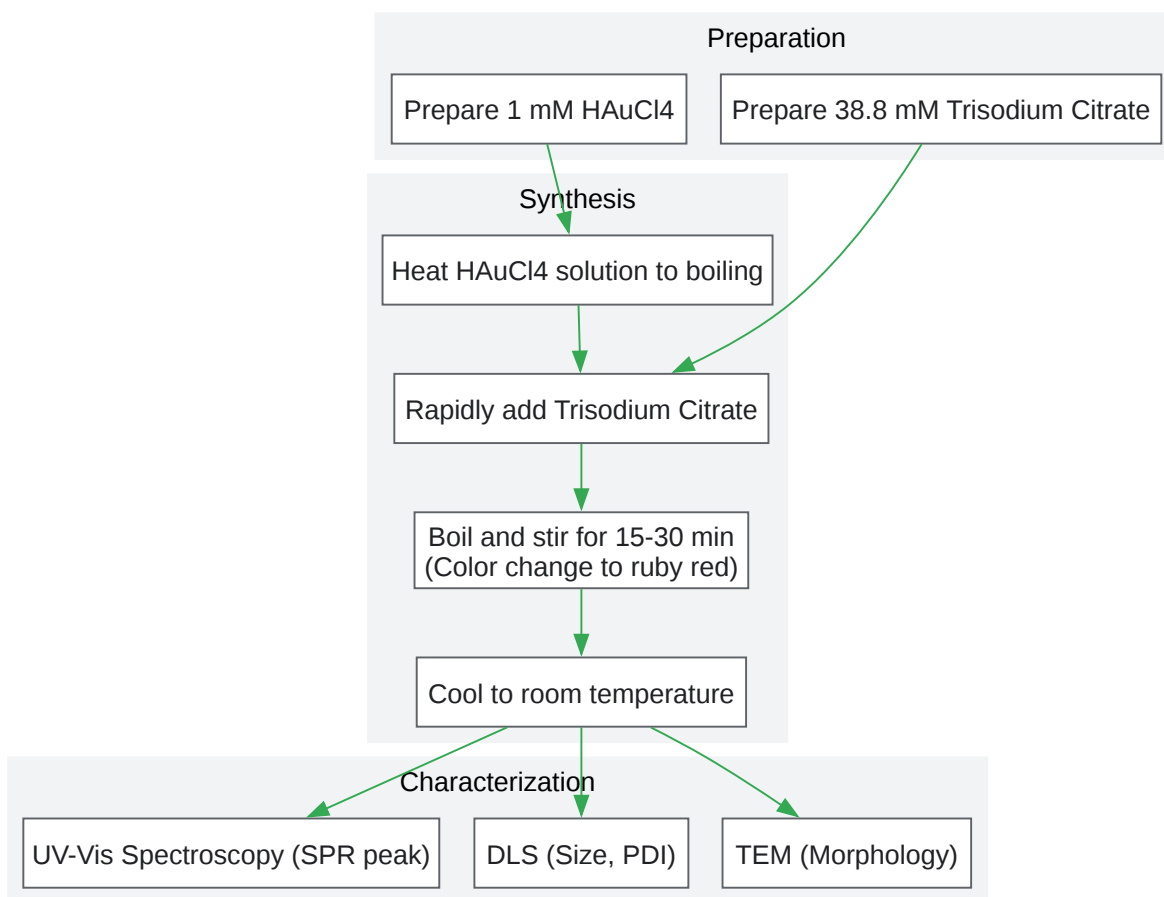 Preparation
Prepare 1 mM HAuCl4
Prepare 38.8 mM Trisodium Citrate
Synthesis
Heat HAuCl4 solution to boiling
Rapidly add Trisodium Citrate
Boil and stir for 15-30 min
(Color change to ruby red)
Cool to room temperature
Characterization
UV-Vis Spectroscopy (SPR peak)
DLS (Size, PDI)
TEM (Morphology)